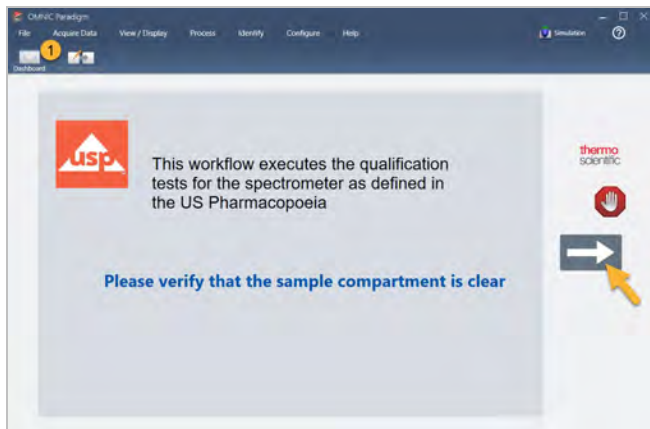 OMNIC Paradigm
File Acquire Data View / Display Process Identify Configure Help Simulation
1
Dashboard
usp
This workflow executes the qualification
tests for the spectrometer as defined in
the US Pharmacopoeia
Please verify that the sample compartment is clear
thermo
scientific